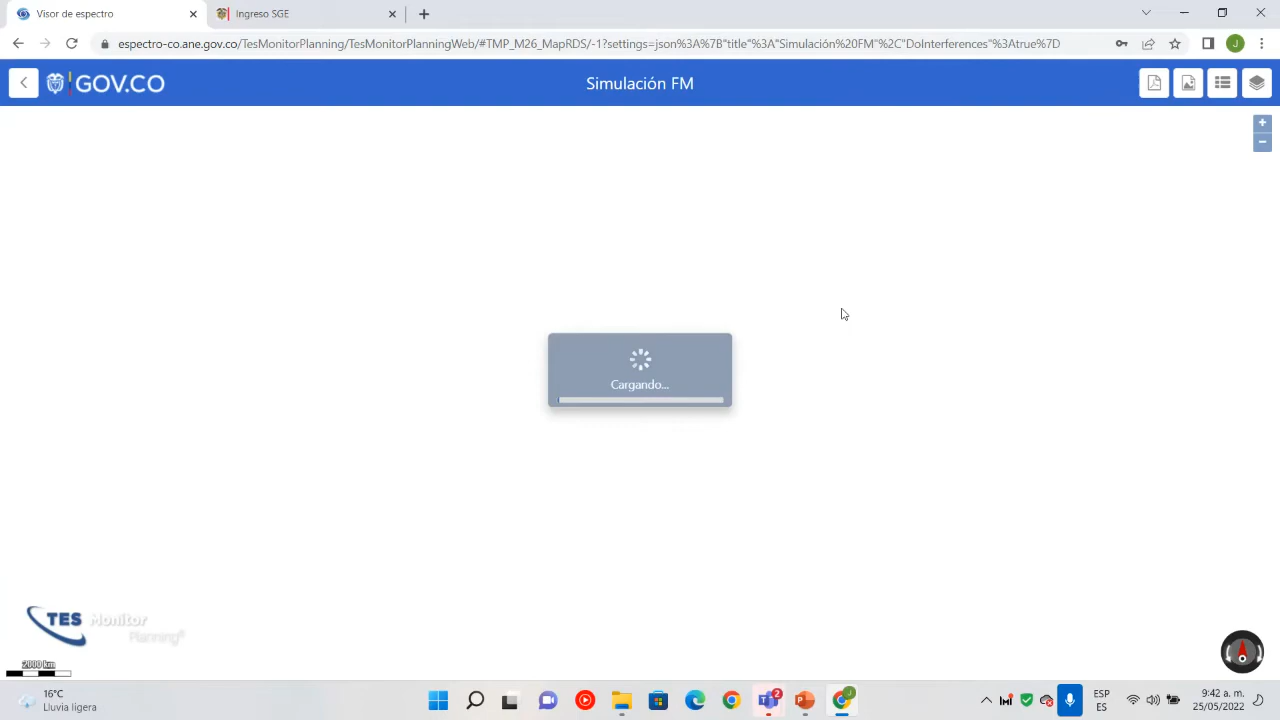 Visor de espectro
Ingreso SGE
espectro-co.ane.gov.co/TesMonitorPlanning/TesMonitorPlanningWeb/#TMP_M26_MapRDS/-1?settings=json%3A%7B"title"%3A"Simulación%20FM"%2C"DoInterferences"%3Atrue%7D
J
GOV.CO
Simulación FM
+
−
Cargando...
TES Monitor
Planning®
2000 km
16°C
Lluvia ligera
2
J
ESP
ES
9:42 a. m.
25/05/2022